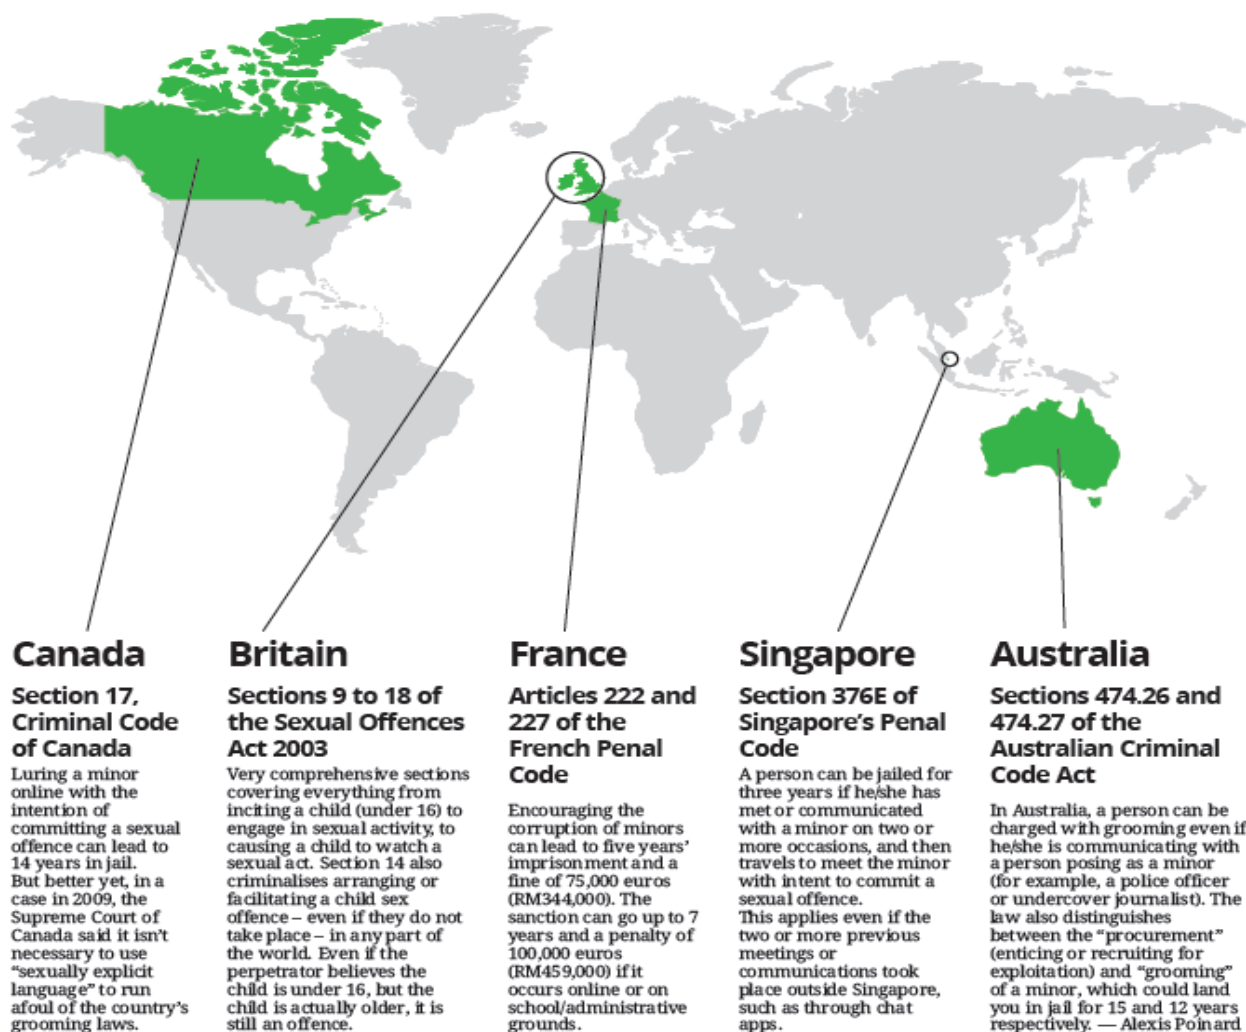 Canada
Section 17,
Criminal Code
of Canada
Luring a minor
online with the
intention of
committing a sexual
offence can lead to
14 years in jail.
But better yet, in a
case in 2009, the
Supreme Court of
Canada said it isn't
necessary to use
“sexually explicit
language” to run
afoul of the country's
grooming laws.
Britain
Sections 9 to 18 of
the Sexual Offences
Act 2003
Very comprehensive sections
covering everything from
inciting a child (under 16) to
engage in sexual activity, to
causing a child to watch a
sexual act. Section 14 also
criminalises arranging or
facilitating a child sex
offence – even if they do not
take place – in any part of
the world. Even if the
perpetrator believes the
child is under 16, but the
child is actually older, it is
still an offence.
France
Articles 222 and
227 of the
French Penal
Code
Encouraging the
corruption of minors
can lead to five years'
imprisonment and a
fine of 75,000 euros
(RM344,000). The
sanction can go up to 7
years and a penalty of
100,000 euros
(RM459,000) if it
occurs online or on
school/administrative
grounds.
Singapore
Section 376E of
Singapore's Penal
Code
A person can be jailed for
three years if he/she has
met or communicated
with a minor on two or
more occasions, and then
travels to meet the minor
with intent to commit a
sexual offence.
This applies even if the
two or more previous
meetings or
communications took
place outside Singapore,
such as through chat
apps.
Australia
Sections 474.26 and
474.27 of the
Australian Criminal
Code Act
In Australia, a person can be
charged with grooming even if
he/she is communicating with
a person posing as a minor
(for example, a police officer
or undercover journalist). The
law also distinguishes
between the “procurement”
(enticing or recruiting for
exploitation) and “grooming”
of a minor, which could land
you in jail for 15 and 12 years
respectively. — Alexis Poinard